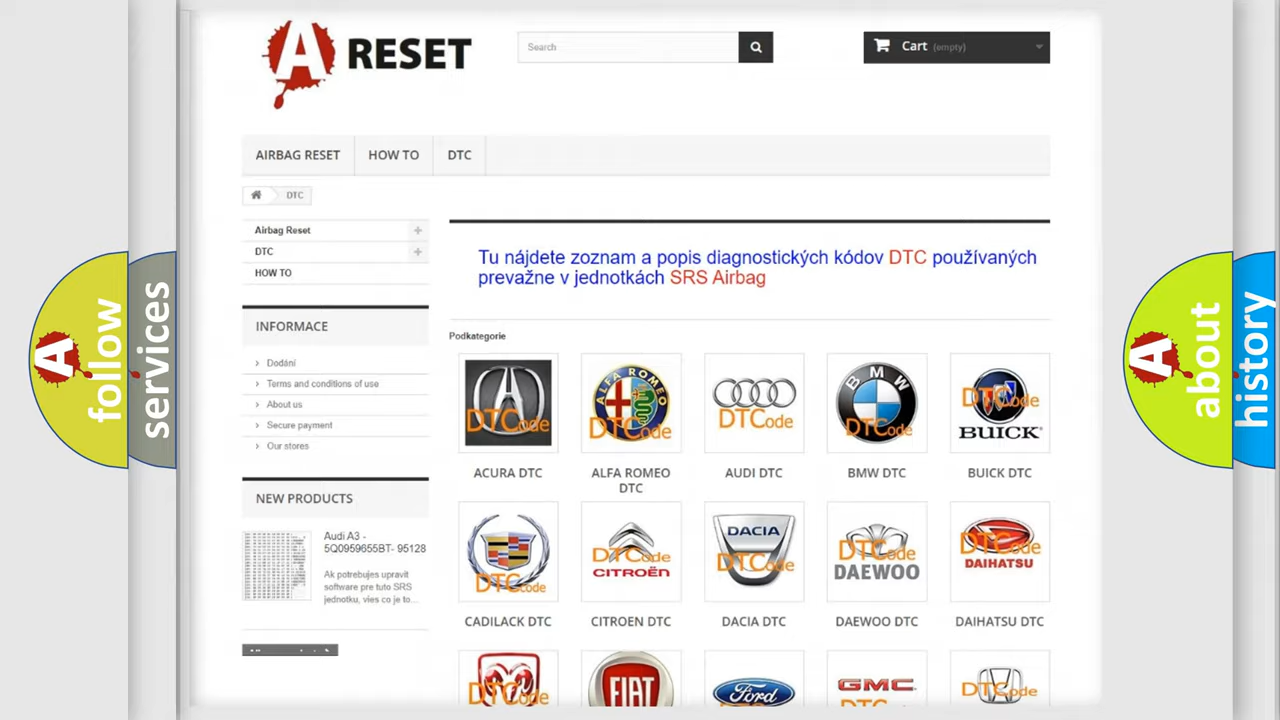 A RESET
Search
Cart (empty)
AIRBAG RESET
HOW TO
DTC
DTC
Airbag Reset
DTC
HOW TO
INFORMACE
Dodání
Terms and conditions of use
About us
Secure payment
Our stores
NEW PRODUCTS
Audi A3 -
5Q0959655BT- 95128
Ak potrebujes upravit
software pre tuto SRS
jednotku, vies co je to...
Tu nájdete zoznam a popis diagnostických kódov DTC používaných
prevažne v jednotkách SRS Airbag
Podkategorie
DTCode
ALFA ROMEO
DTCode
DTCode
BMW
DTCode
DTCode
BUICK
ACURA DTC
ALFA ROMEO
DTC
AUDI DTC
BMW DTC
BUICK DTC
DTCode
DTCode
CITROËN
DACIA
DTCode
DTCode
DAEWOO
DTCode
DAIHATSU
CADILACK DTC
CITROEN DTC
DACIA DTC
DAEWOO DTC
DAIHATSU DTC
DTCode
FIAT
Ford
GMC
DTCode
A follow
services
A about
history